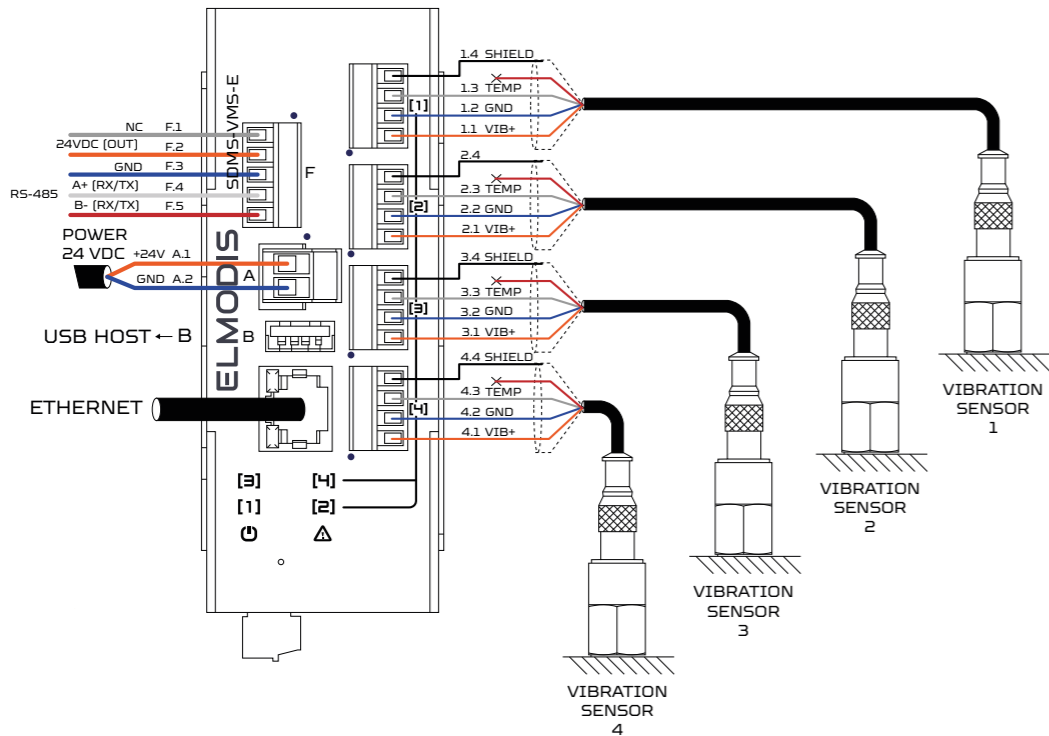 SDMS-VMS-E
ELMODIS
NC F.1
24VDC (OUT) F.2
GND F.3
RS-485
A+ (RX/TX) F.4
B- (RX/TX) F.5
F
POWER
24 VDC
+24V A.1
GND A.2
A
USB HOST ← B
B
ETHERNET
[3] [4]
[1] [2]
1.4 SHIELD
1.3 TEMP
[1]
1.2 GND
1.1 VIB+
2.4
2.3 TEMP
[2]
2.2 GND
2.1 VIB+
3.4 SHIELD
3.3 TEMP
[3]
3.2 GND
3.1 VIB+
4.4 SHIELD
4.3 TEMP
[4]
4.2 GND
4.1 VIB+
VIBRATION
SENSOR
1
VIBRATION
SENSOR
2
VIBRATION
SENSOR
3
VIBRATION
SENSOR
4